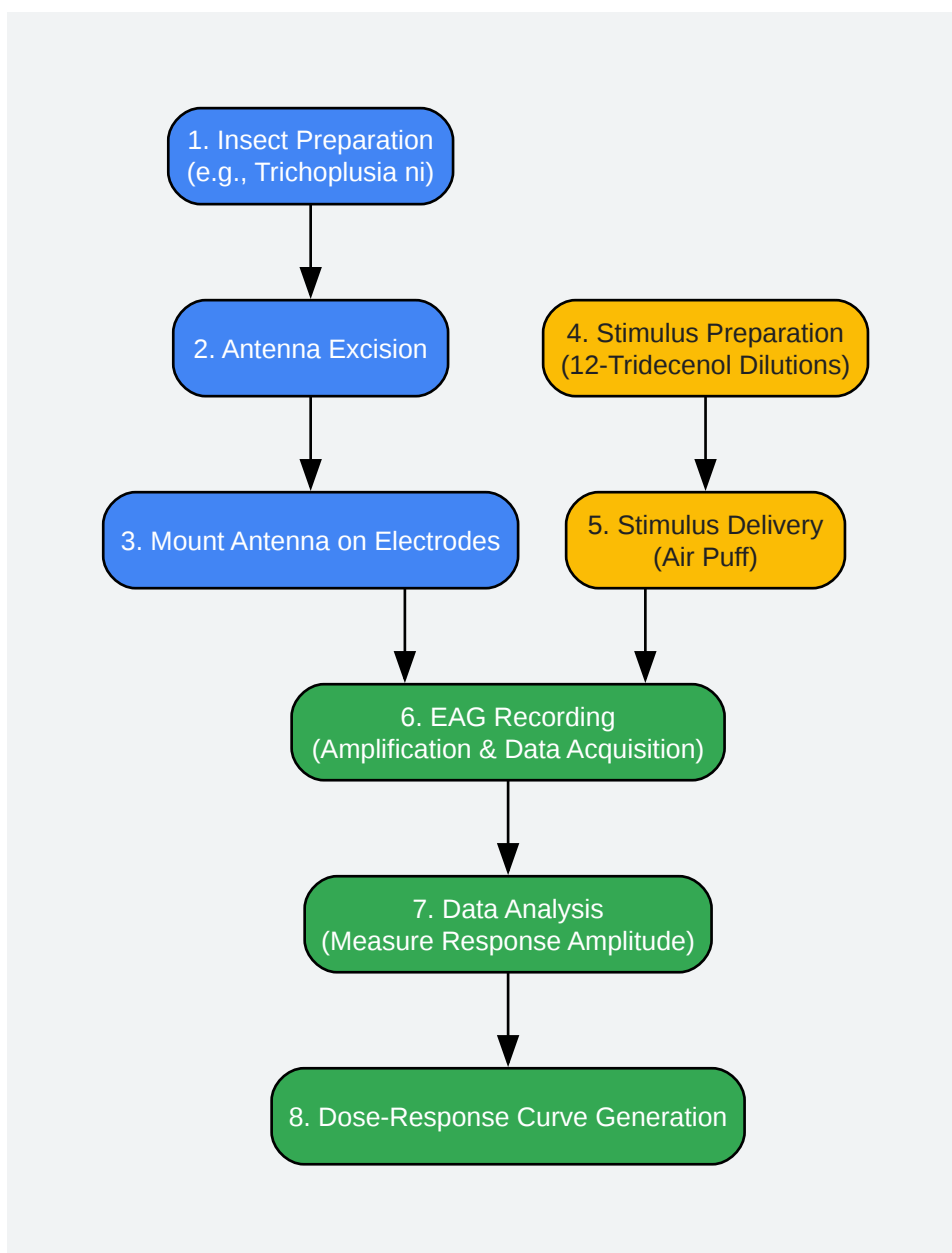 1. Insect Preparation
(e.g., Trichoplusia ni)
2. Antenna Excision
3. Mount Antenna on Electrodes
4. Stimulus Preparation
(12-Tridecenol Dilutions)
5. Stimulus Delivery
(Air Puff)
6. EAG Recording
(Amplification & Data Acquisition)
7. Data Analysis
(Measure Response Amplitude)
8. Dose-Response Curve Generation